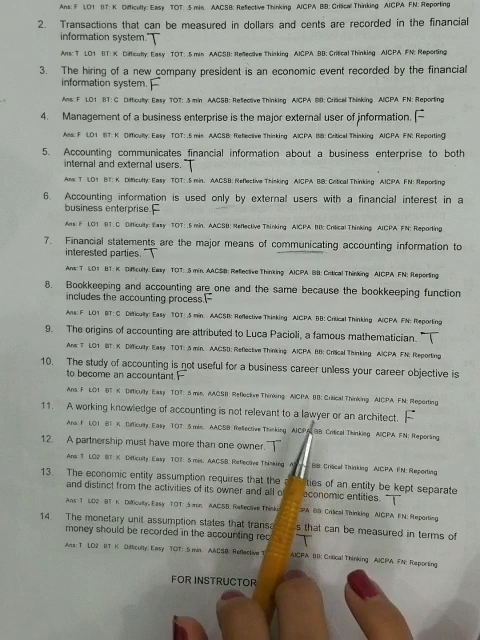 Ans: F LO1 BT: K Difficulty: Easy TOT: .5 min. AACSB: Reflective Thinking AICPA BB: Critical Thinking AICPA FN: Reporting
2. Transactions that can be measured in dollars and cents are recorded in the financial
information system. T
Ans: T LO1 BT: K Difficulty: Easy TOT: .5 min. AACSB: Reflective Thinking AICPA BB: Critical Thinking AICPA FN: Reporting
3. The hiring of a new company president is an economic event recorded by the financial
information system. F
Ans: F LO1 BT: C Difficulty: Easy TOT: .5 min. AACSB: Reflective Thinking AICPA BB: Critical Thinking AICPA FN: Reporting
4. Management of a business enterprise is the major external user of information. F
Ans: F LO1 BT: K Difficulty: Easy TOT: .5 min. AACSB: Reflective Thinking AICPA BB: Critical Thinking AICPA FN: Reporting
5. Accounting communicates financial information about a business enterprise to both
internal and external users. T
Ans: T LO1 BT: K Difficulty: Easy TOT: .5 min. AACSB: Reflective Thinking AICPA BB: Critical Thinking AICPA FN: Reporting
6. Accounting information is used only by external users with a financial interest in a
business enterprise. F
Ans: F LO1 BT: C Difficulty: Easy TOT: .5 min. AACSB: Reflective Thinking AICPA BB: Critical Thinking AICPA FN: Reporting
7. Financial statements are the major means of communicating accounting information to
interested parties. T
Ans: T LO1 BT: K Difficulty: Easy TOT: .5 min. AACSB: Reflective Thinking AICPA BB: Critical Thinking AICPA FN: Reporting
8. Bookkeeping and accounting are one and the same because the bookkeeping function
includes the accounting process. F
Ans: F LO1 BT: C Difficulty: Easy TOT: .5 min. AACSB: Reflective Thinking AICPA BB: Critical Thinking AICPA FN: Reporting
9. The origins of accounting are attributed to Luca Pacioli, a famous mathematician. T
Ans: T LO1 BT: K Difficulty: Easy TOT: .5 min. AACSB: Reflective Thinking AICPA BB: Critical Thinking AICPA FN: Reporting
10. The study of accounting is not useful for a business career unless your career objective is
to become an accountant. F
Ans: F LO1 BT: K Difficulty: Easy TOT: .5 min. AACSB: Reflective Thinking AICPA BB: Critical Thinking AICPA FN: Reporting
11. A working knowledge of accounting is not relevant to a lawyer or an architect. F
Ans: F LO1 BT: K Difficulty: Easy TOT: .5 min. AACSB: Reflective Thinking AICPA BB: Critical Thinking AICPA FN: Reporting
12. A partnership must have more than one owner. T
Ans: T LO2 BT: K Difficulty: Easy TOT: .5 min. AACSB: Reflective Thinking BB: Critical Thinking AICPA FN: Reporting
13. The economic entity assumption requires that the of an entity be kept separate
and distinct from the activities of its owner and all economic entities. T
Ans: T LO2 BT: K Difficulty: Easy TOT: .5 min. AACSB: Reflective AICPA BB: Critical Thinking AICPA FN: Reporting
14. The monetary unit assumption states that that can be measured in terms of
money should be recorded in the accounting T
Ans: T LO2 BT: K Difficulty: Easy TOT: .5 min. AACSB: Reflective AICPA BB: Critical Thinking AICPA FN: Reporting
FOR INSTRUCTOR